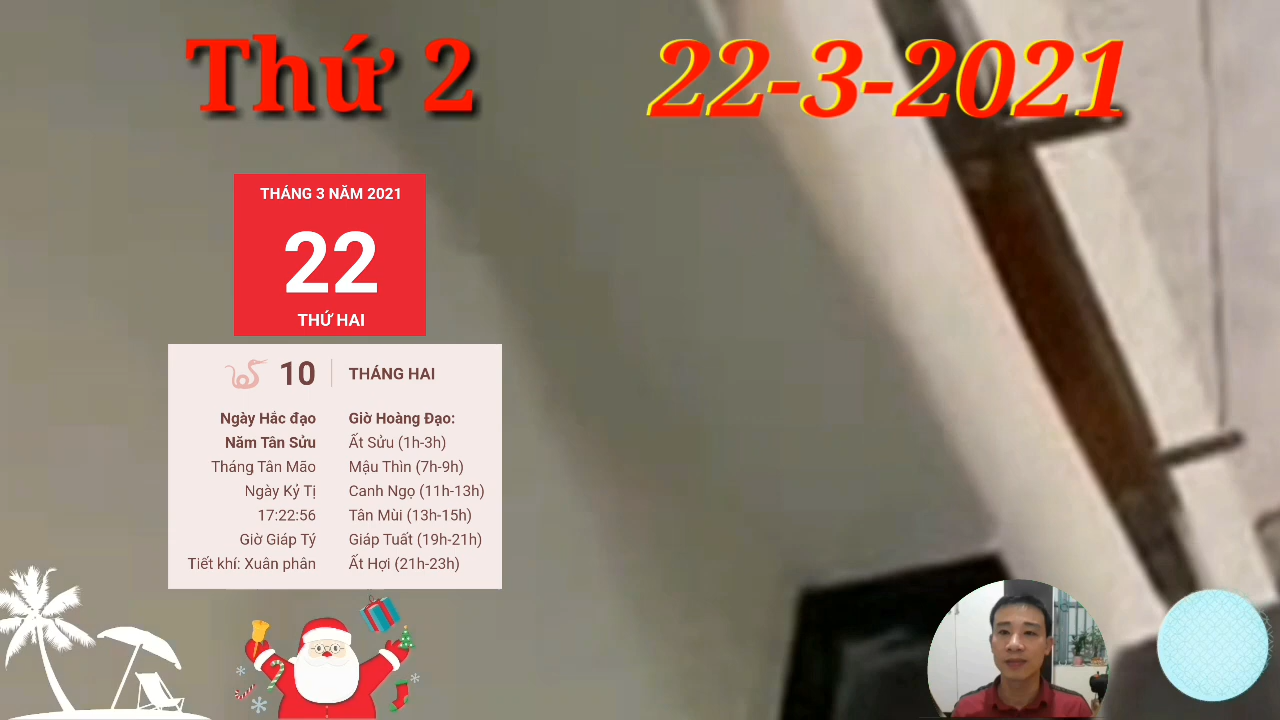 Thứ 2
22-3-2021
THÁNG 3 NĂM 2021
22
THỨ HAI
10
THÁNG HAI
Ngày Hắc đạo
Năm Tân Sửu
Tháng Tân Mão
Ngày Kỷ Tị
17:22:56
Giờ Giáp Tý
Tiết khí: Xuân phân
Giờ Hoàng Đạo:
Ất Sửu (1h-3h)
Mậu Thìn (7h-9h)
Canh Ngọ (11h-13h)
Tân Mùi (13h-15h)
Giáp Tuất (19h-21h)
Ất Hợi (21h-23h)